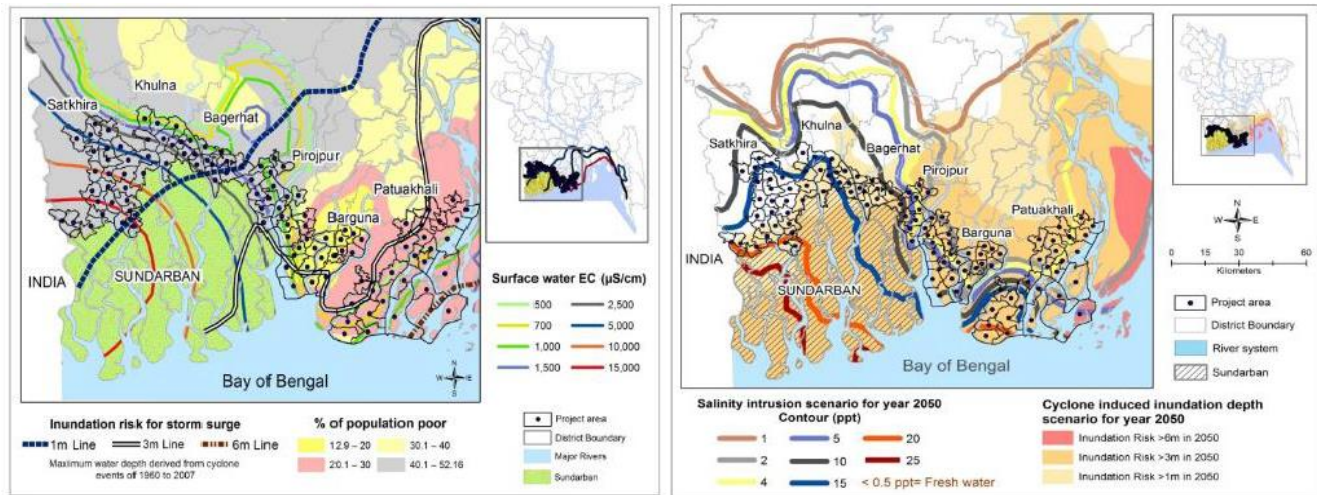 Khulna
Satkhira
Bagerhat
Pirojpur
Patuakhali
Barguna
INDIA
SUNDARBAN
Bay of Bengal
N
W E
S
Surface water EC (µS/cm)
500 2,500
700 5,000
1,000 10,000
1,500 15,000
Inundation risk for storm surge
1m Line 3m Line 6m Line
Maximum water depth derived from cyclone
events of 1960 to 2007
% of population poor
12.9 – 20 30.1 – 40
20.1 – 30 40.1 – 52.16
Project area
District Boundary
Major Rivers
Sundarban
Khulna
Satkhira
Bagerhat
Pirojpur
Patuakhali
Barguna
INDIA
SUNDARBAN
Bay of Bengal
N
W E
S
0 15 30 60
Kilometers
Project area
District Boundary
River system
Sundarban
Salinity intrusion scenario for year 2050
Contour (ppt)
1 5 20
2 10 25
4 15 < 0.5 ppt= Fresh water
Cyclone induced inundation depth
scenario for year 2050
Inundation Risk >6m in 2050
Inundation Risk >3m in 2050
Inundation Risk >1m in 2050